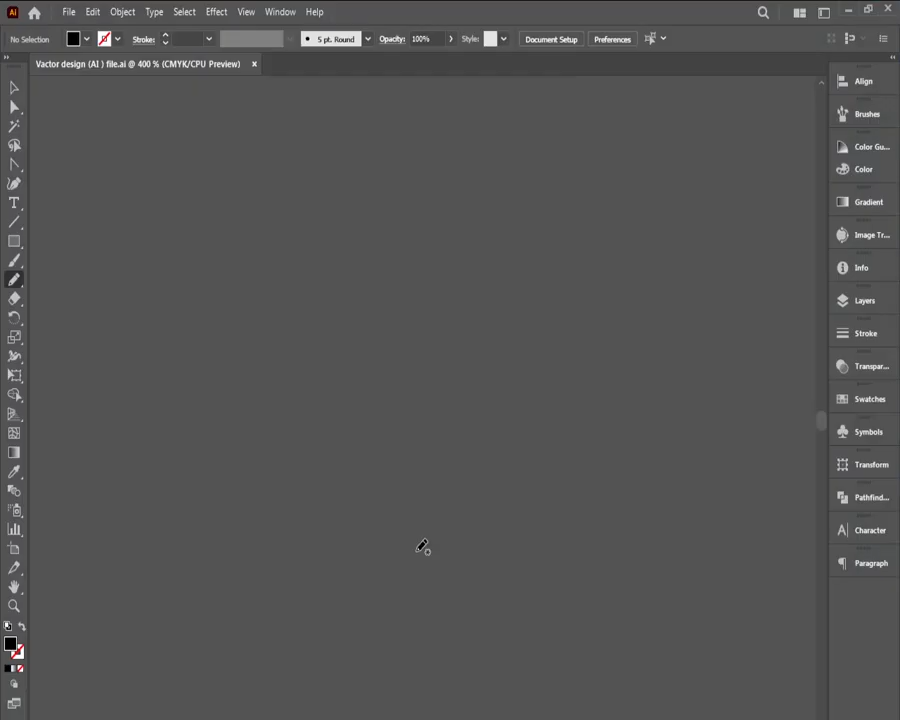 Ai File Edit Object Type Select Effect View Window Help
No Selection Stroke: 5 pt. Round Opacity: 100% Style: Document Setup Preferences
Vactor design (AI ) file.ai @ 400 % (CMYK/CPU Preview)
Align
Brushes
Color Gu...
Color
Gradient
Image Tr...
Info
Layers
Stroke
Transpar...
Swatches
Symbols
Transform
Pathfind...
Character
Paragraph